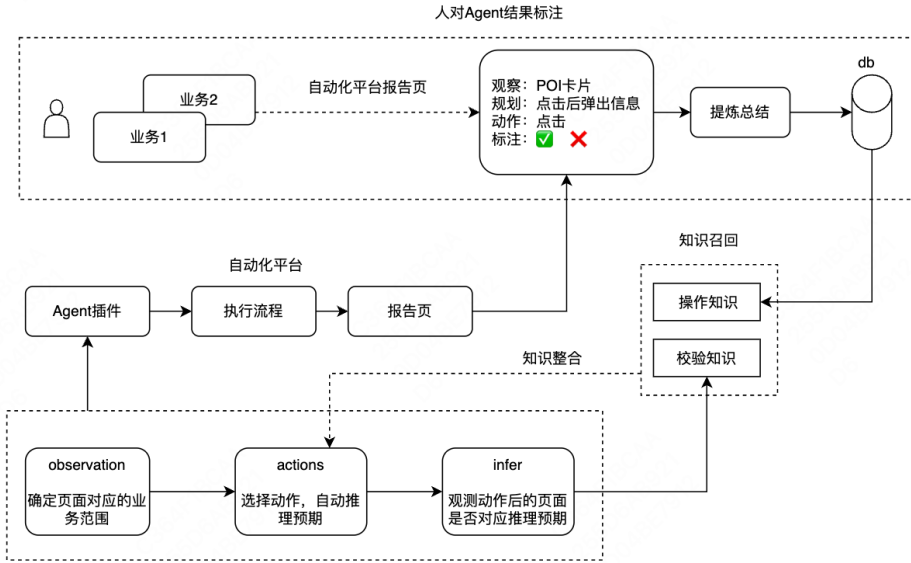 人对Agent结果标注
db
业务2
业务1
自动化平台报告页
观察：POI卡片
规划：点击后弹出信息
动作：点击
标注：✅ ❌
提炼总结
知识召回
自动化平台
Agent插件
执行流程
报告页
操作知识
校验知识
知识整合
observation
确定页面对应的业
务范围
actions
选择动作，自动推
理预期
infer
观测动作后的页面
是否对应推理预期